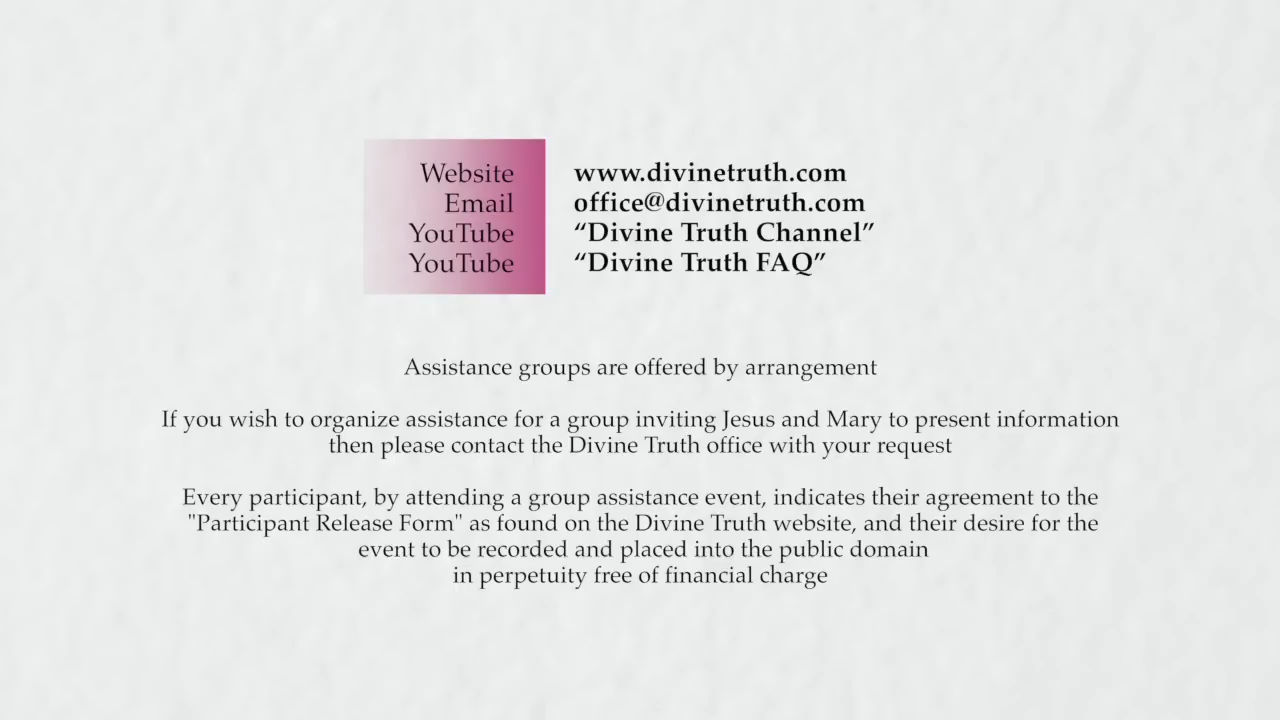 Website www.divinetruth.com
Email office@divinetruth.com
YouTube “Divine Truth Channel”
YouTube “Divine Truth FAQ”
Assistance groups are offered by arrangement
If you wish to organize assistance for a group inviting Jesus and Mary to present information
then please contact the Divine Truth office with your request
Every participant, by attending a group assistance event, indicates their agreement to the
"Participant Release Form" as found on the Divine Truth website, and their desire for the
event to be recorded and placed into the public domain
in perpetuity free of financial charge